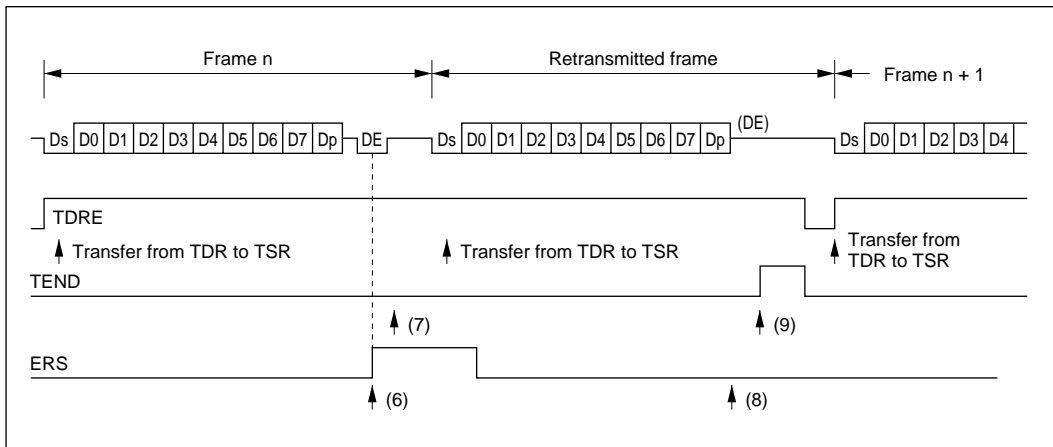 Frame n
Retransmitted frame
Frame n + 1
Ds D0 D1 D2 D3 D4 D5 D6 D7 Dp DE
Ds D0 D1 D2 D3 D4 D5 D6 D7 Dp (DE)
Ds D0 D1 D2 D3 D4
TDRE
Transfer from TDR to TSR
Transfer from TDR to TSR
Transfer from
TDR to TSR
TEND
(7)
(9)
ERS
(6)
(8)